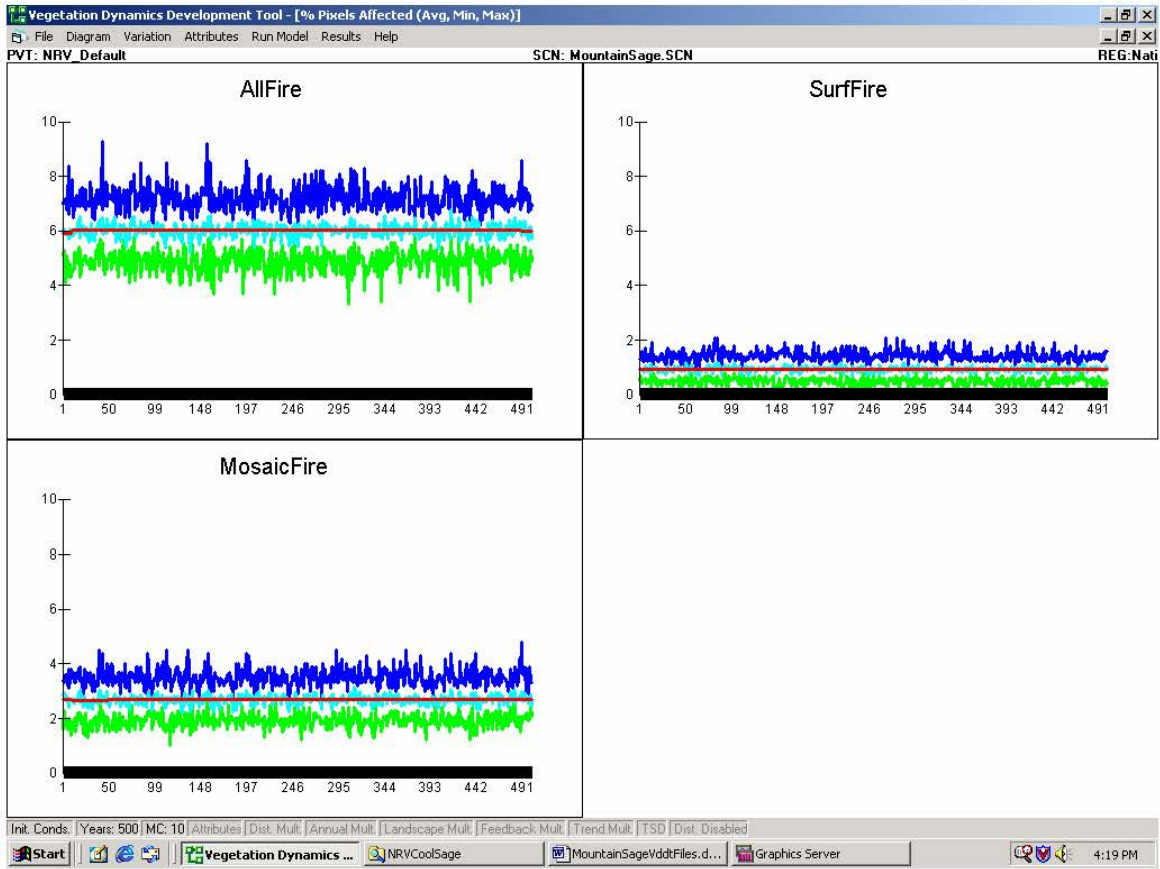 Vegetation Dynamics Development Tool - [% Pixels Affected (Avg, Min, Max)]
File Diagram Variation Attributes Run Model Results Help
PVT: NRV_Default SCN: MountainSage.SCN REG:Nati
AllFire
10
8
6
4
2
0
1 50 99 148 197 246 295 344 393 442 491
SurfFire
10
8
6
4
2
0
1 50 99 148 197 246 295 344 393 442 491
MosaicFire
10
8
6
4
2
0
1 50 99 148 197 246 295 344 393 442 491
Init. Conds. Years: 500 MC: 10 Attributes Dist. Mult. Annual Mult. Landscape Mult. Feedback Mult. Trend Mult. TSD Dist. Disabled
Start Vegetation Dynamics ... NRVCoolSage MountainSageVddtFiles.d... Graphics Server 4:19 PM